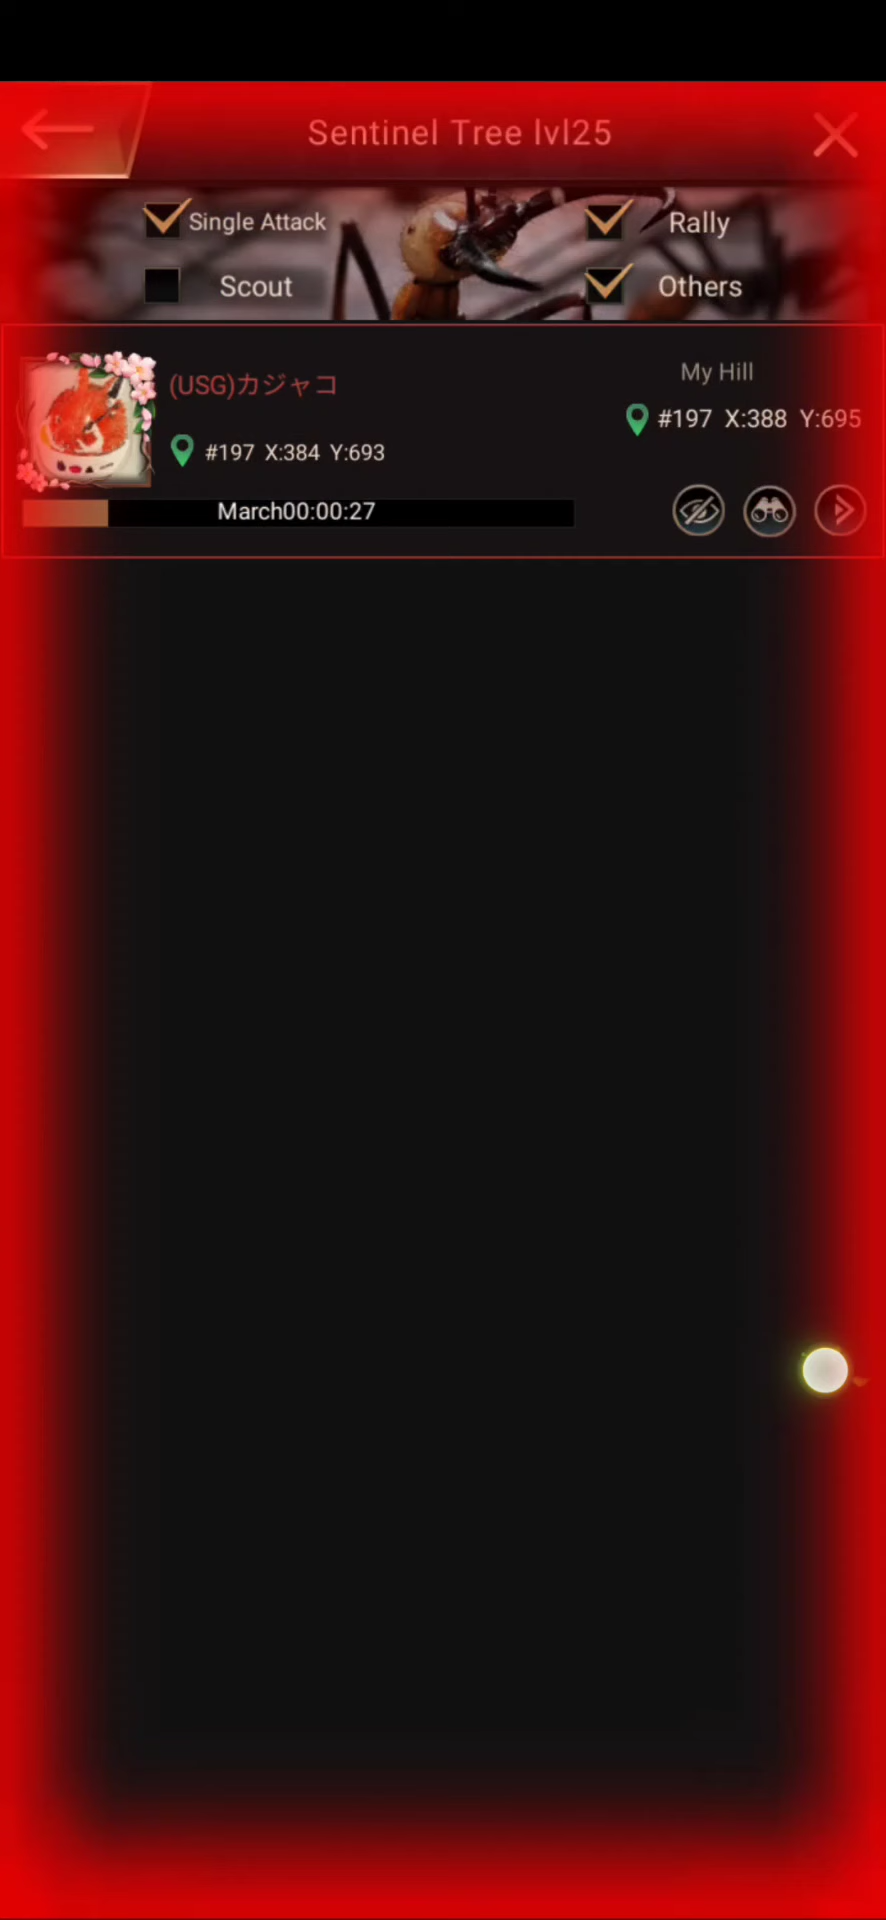 Sentinel Tree lvl25
Single Attack
Rally
Scout
Others
(USG)カジャコ
My Hill
#197 X:384 Y:693
#197 X:388 Y:695
March00:00:27